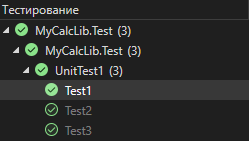 Тестирование
MyCalcLib.Test (3)
MyCalcLib.Test (3)
UnitTest1 (3)
Test1
Test2
Test3